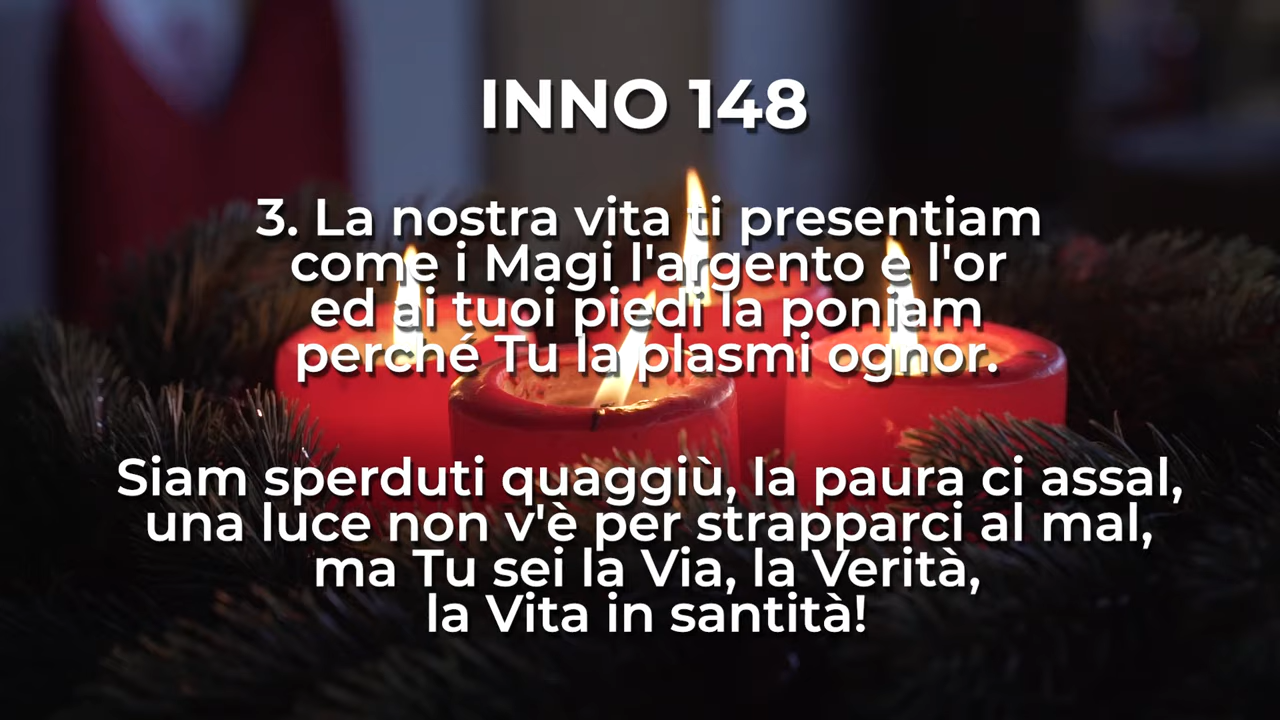 INNO 148
3. La nostra vita ti presentiam
come i Magi l'argento e l'or
ed ai tuoi piedi la poniam
perché Tu la plasmi ognor.
Siam sperduti quaggiù, la paura ci assal,
una luce non v'è per strapparci al mal,
ma Tu sei la Via, la Verità,
la Vita in santità!